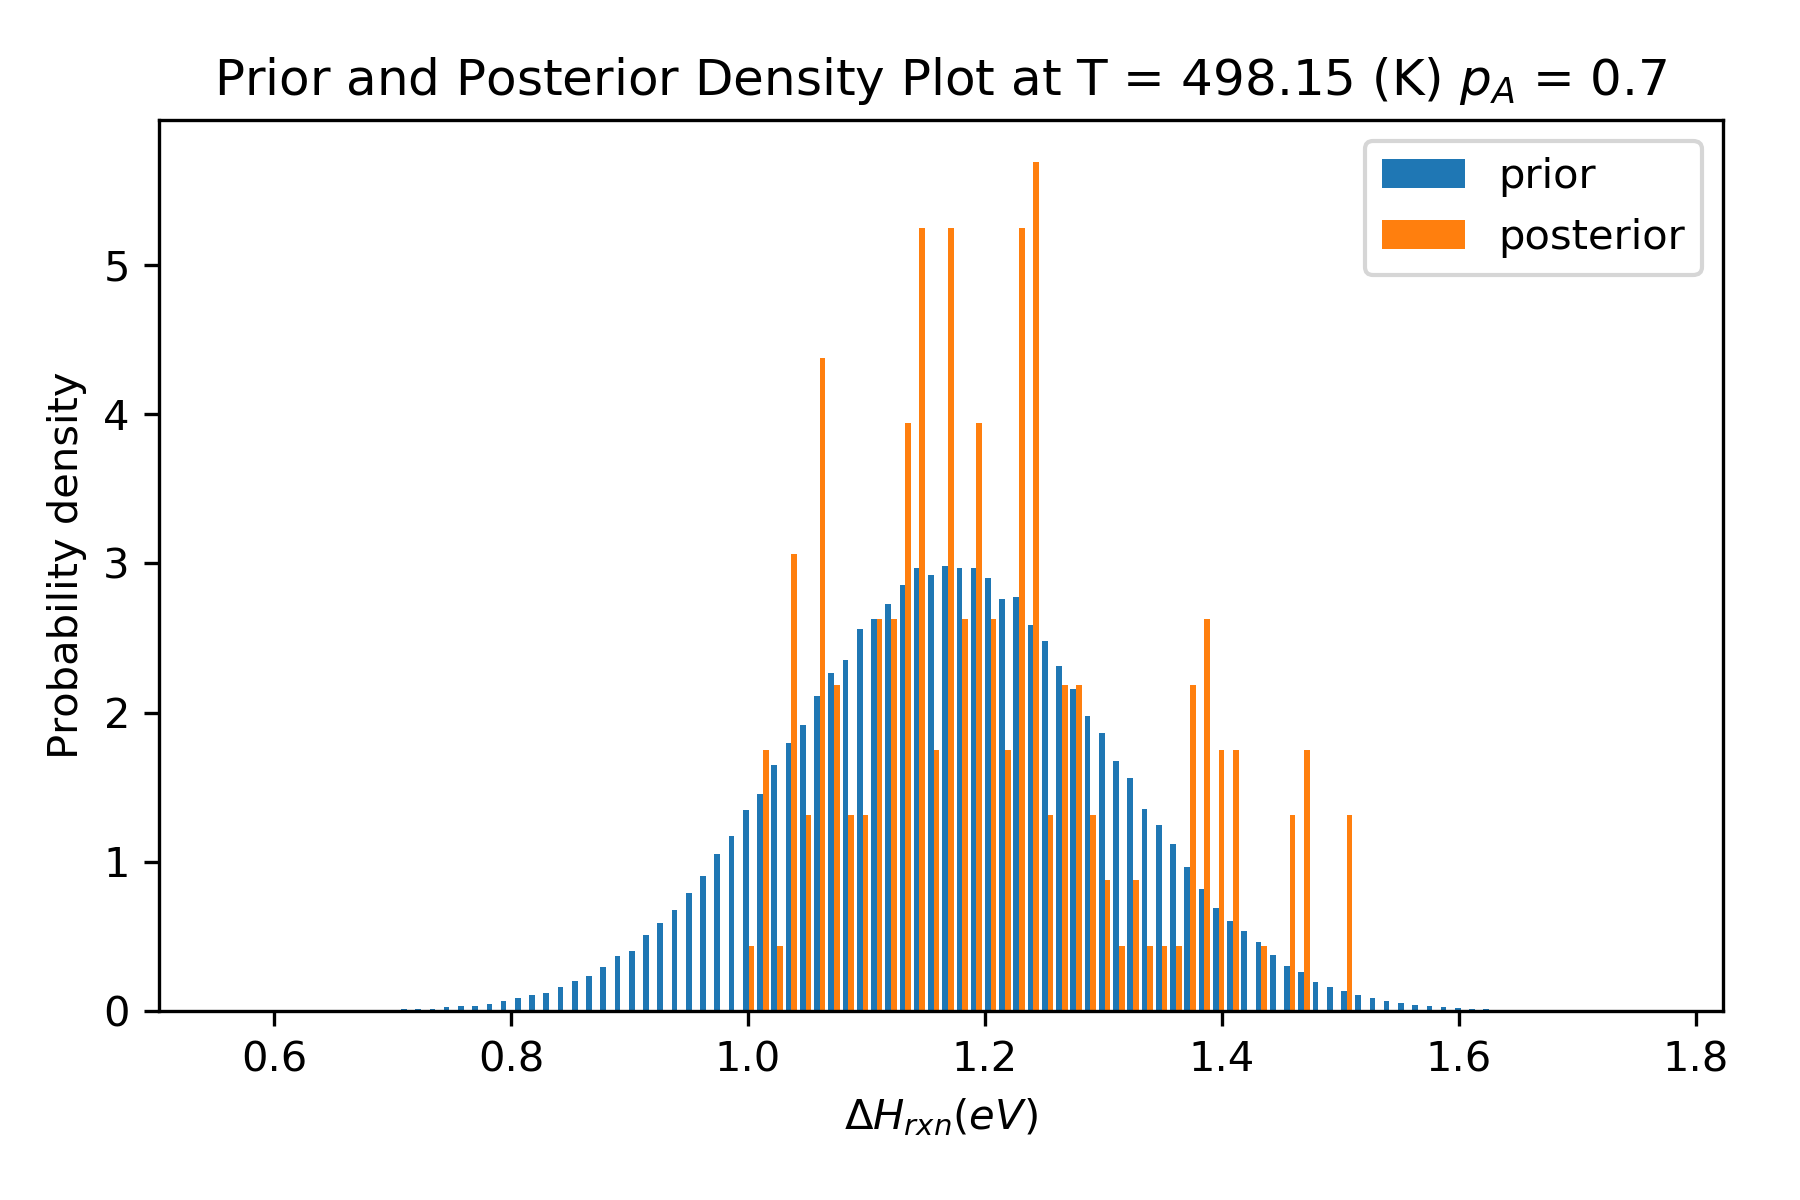 Prior and Posterior Density Plot at T = 498.15 (K) p_A = 0.7
prior
posterior
Probability density
5
4
3
2
1
0
0.6 0.8 1.0 1.2 1.4 1.6 1.8
ΔH_rxn(eV)